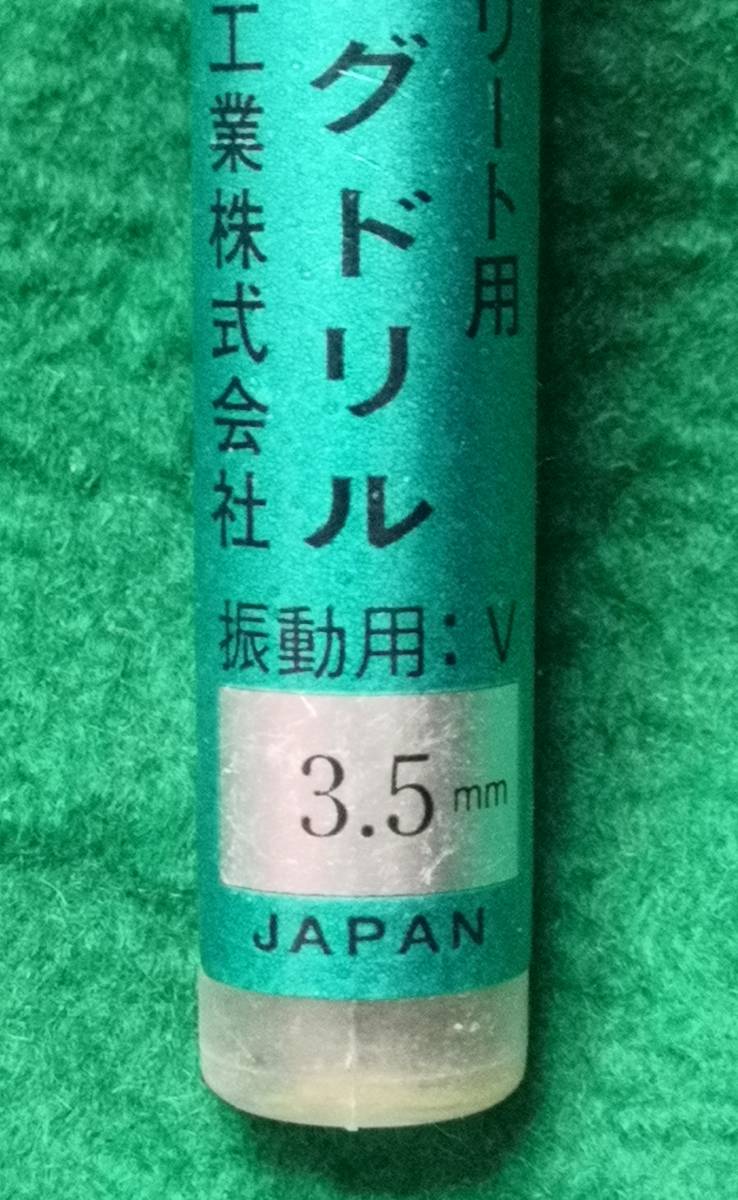 リート用
グドリル
工業株式会社
振動用：V
3.5mm
JAPAN